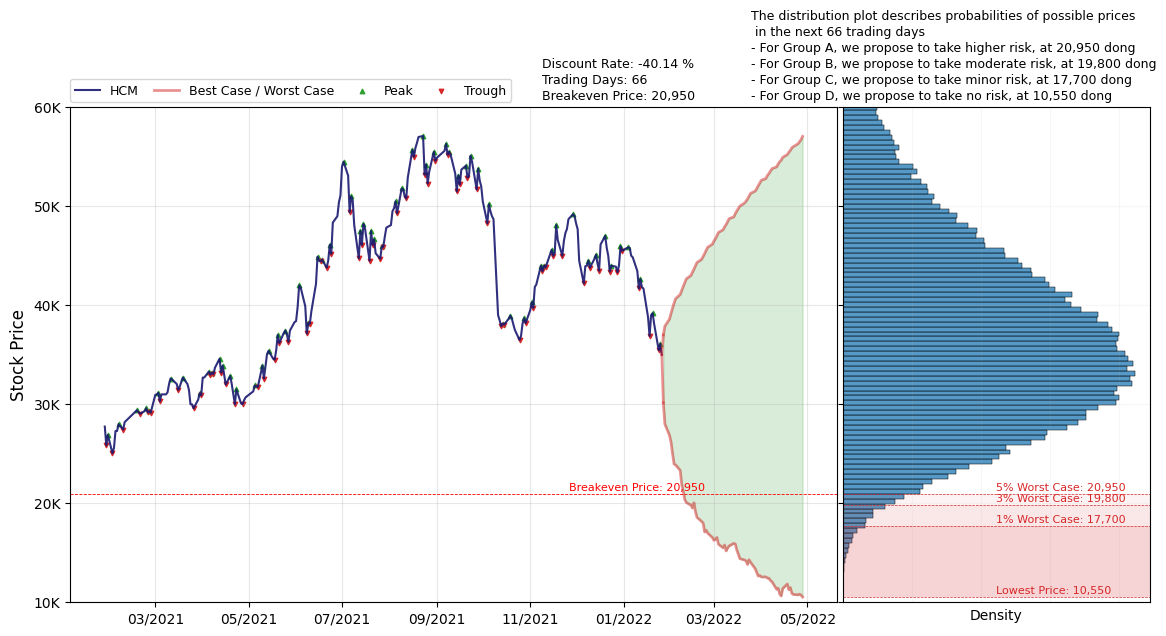 The distribution plot describes probabilities of possible prices
in the next 66 trading days
- For Group A, we propose to take higher risk, at 20,950 dong
- For Group B, we propose to take moderate risk, at 19,800 dong
- For Group C, we propose to take minor risk, at 17,700 dong
- For Group D, we propose to take no risk, at 10,550 dong
Discount Rate: -40.14 %
Trading Days: 66
Breakeven Price: 20,950
HCM
Best Case / Worst Case
Peak
Trough
60K
50K
40K
30K
20K
10K
Stock Price
Breakeven Price: 20,950
5% Worst Case: 20,950
3% Worst Case: 19,800
1% Worst Case: 17,700
Lowest Price: 10,550
03/2021
05/2021
07/2021
09/2021
11/2021
01/2022
03/2022
05/2022
Density